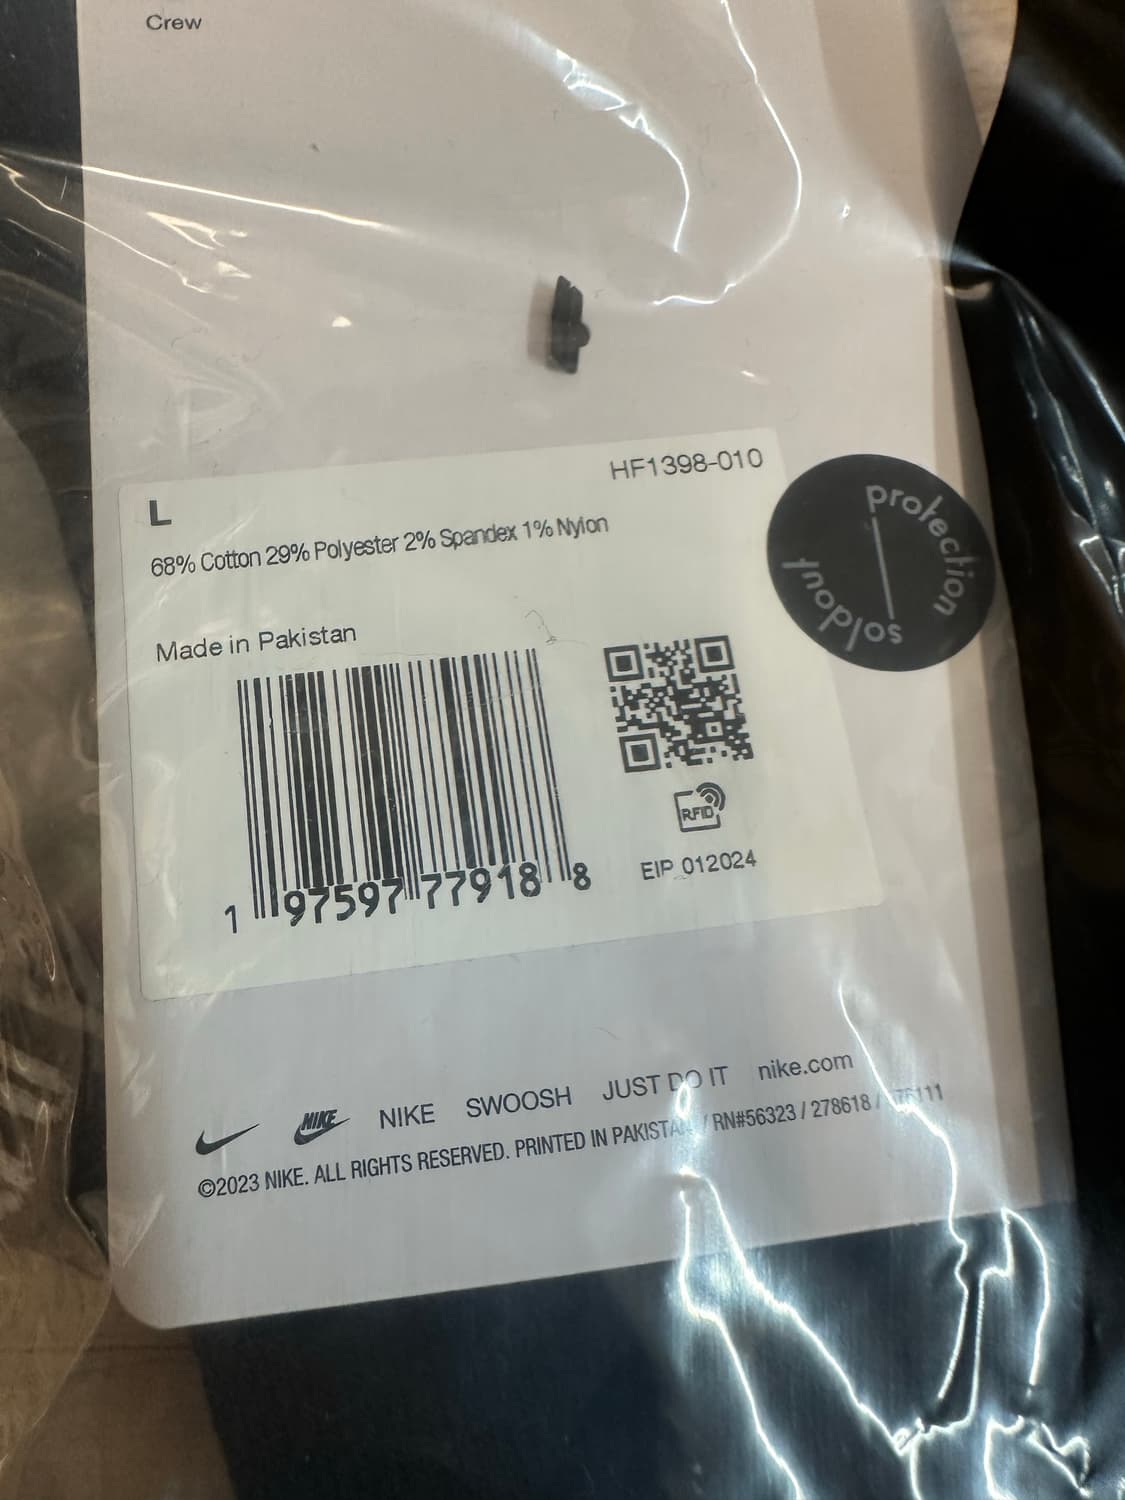 Crew
HF1398-010
L
68% Cotton 29% Polyester 2% Spandex 1% Nylon
Made in Pakistan
1 97597 77918 8
RFID
EIP 012024
protection
soldout
NIKE NIKE SWOOSH JUST DO IT nike.com
©2023 NIKE. ALL RIGHTS RESERVED. PRINTED IN PAKISTAN / RN#56323 / 278618 /